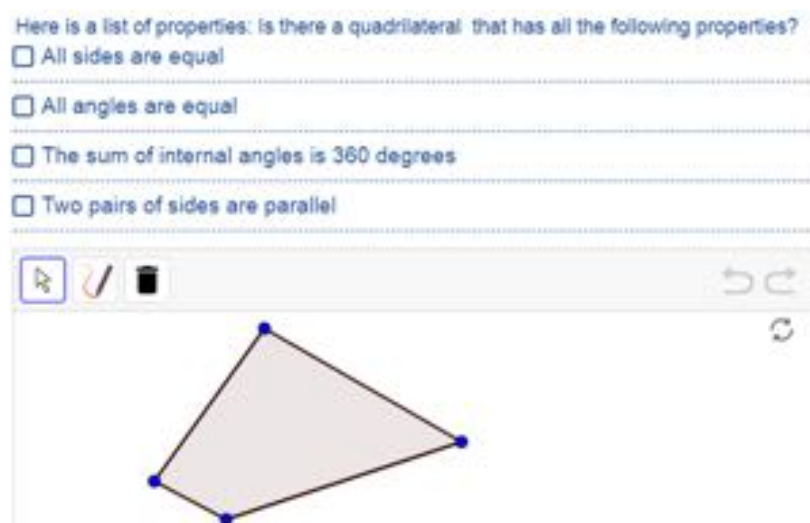 Here is a list of properties: Is there a quadrilateral that has all the following properties?
All sides are equal
All angles are equal
The sum of internal angles is 360 degrees
Two pairs of sides are parallel